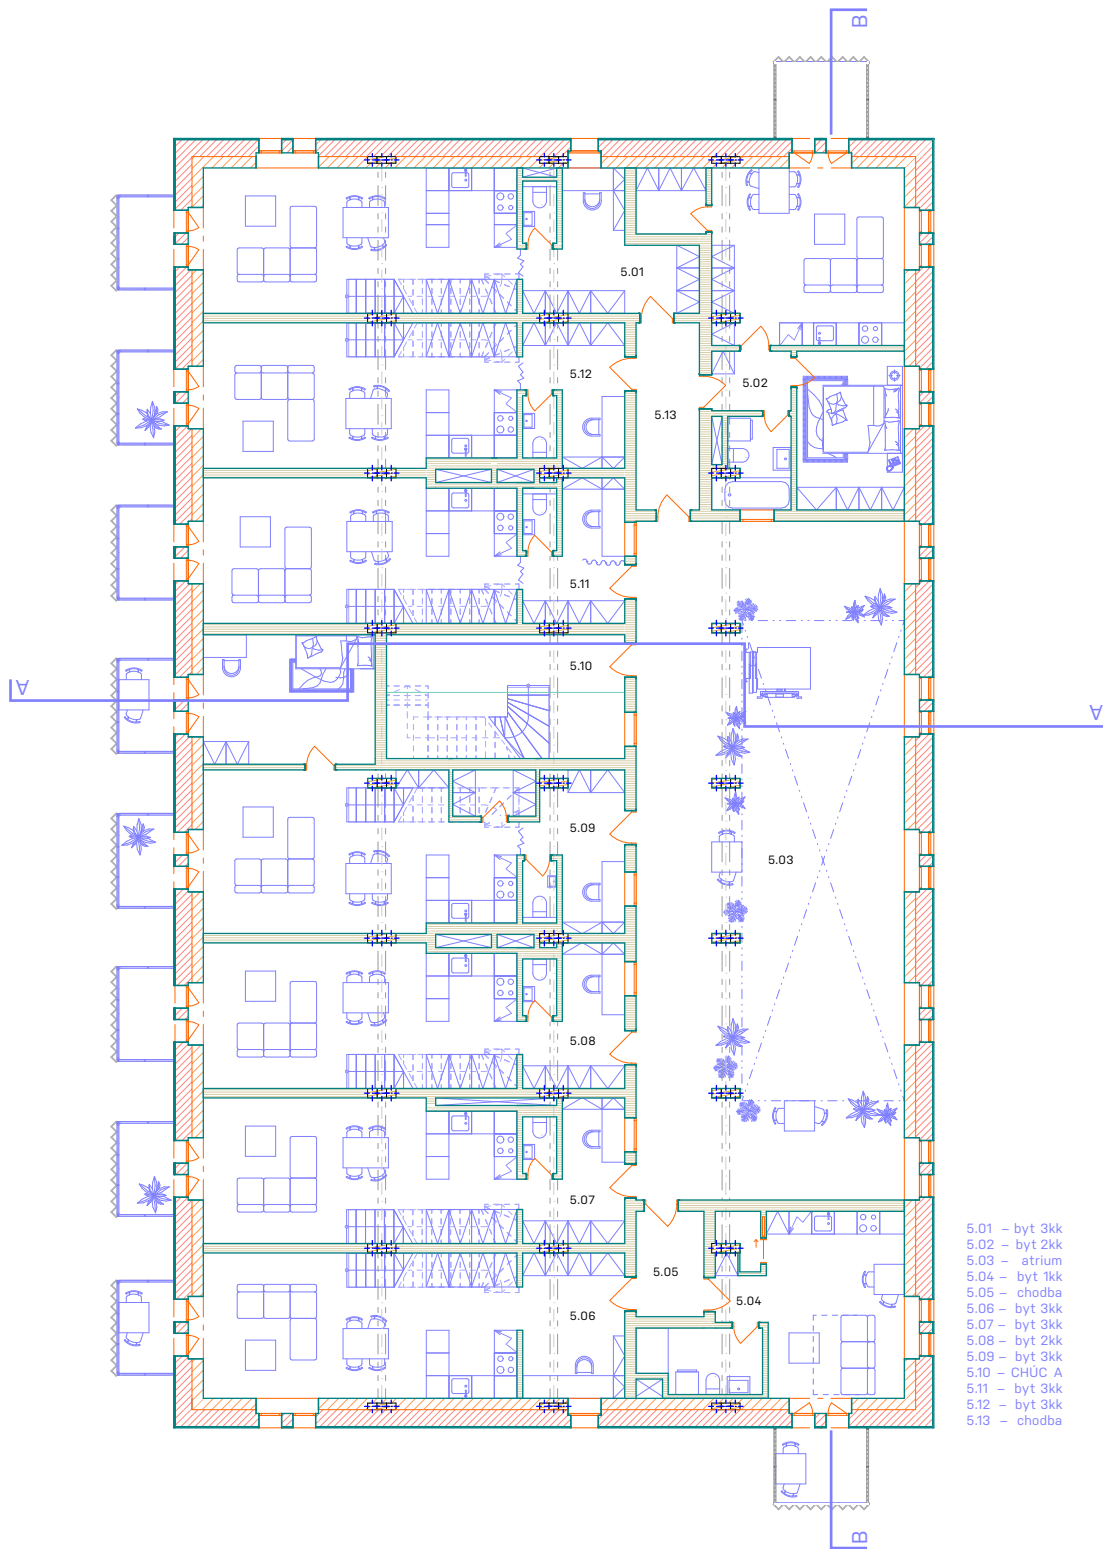 B
5.01
5.12
5.02
5.13
5.11
5.10
A
A
5.09
5.03
5.08
5.07
5.05
5.04
5.06
5.01 – byt 3kk
5.02 – byt 2kk
5.03 – atrium
5.04 – byt 1kk
5.05 – chodba
5.06 – byt 3kk
5.07 – byt 3kk
5.08 – byt 2kk
5.09 – byt 3kk
5.10 – CHÚC A
5.11 – byt 3kk
5.12 – byt 3kk
5.13 – chodba
B